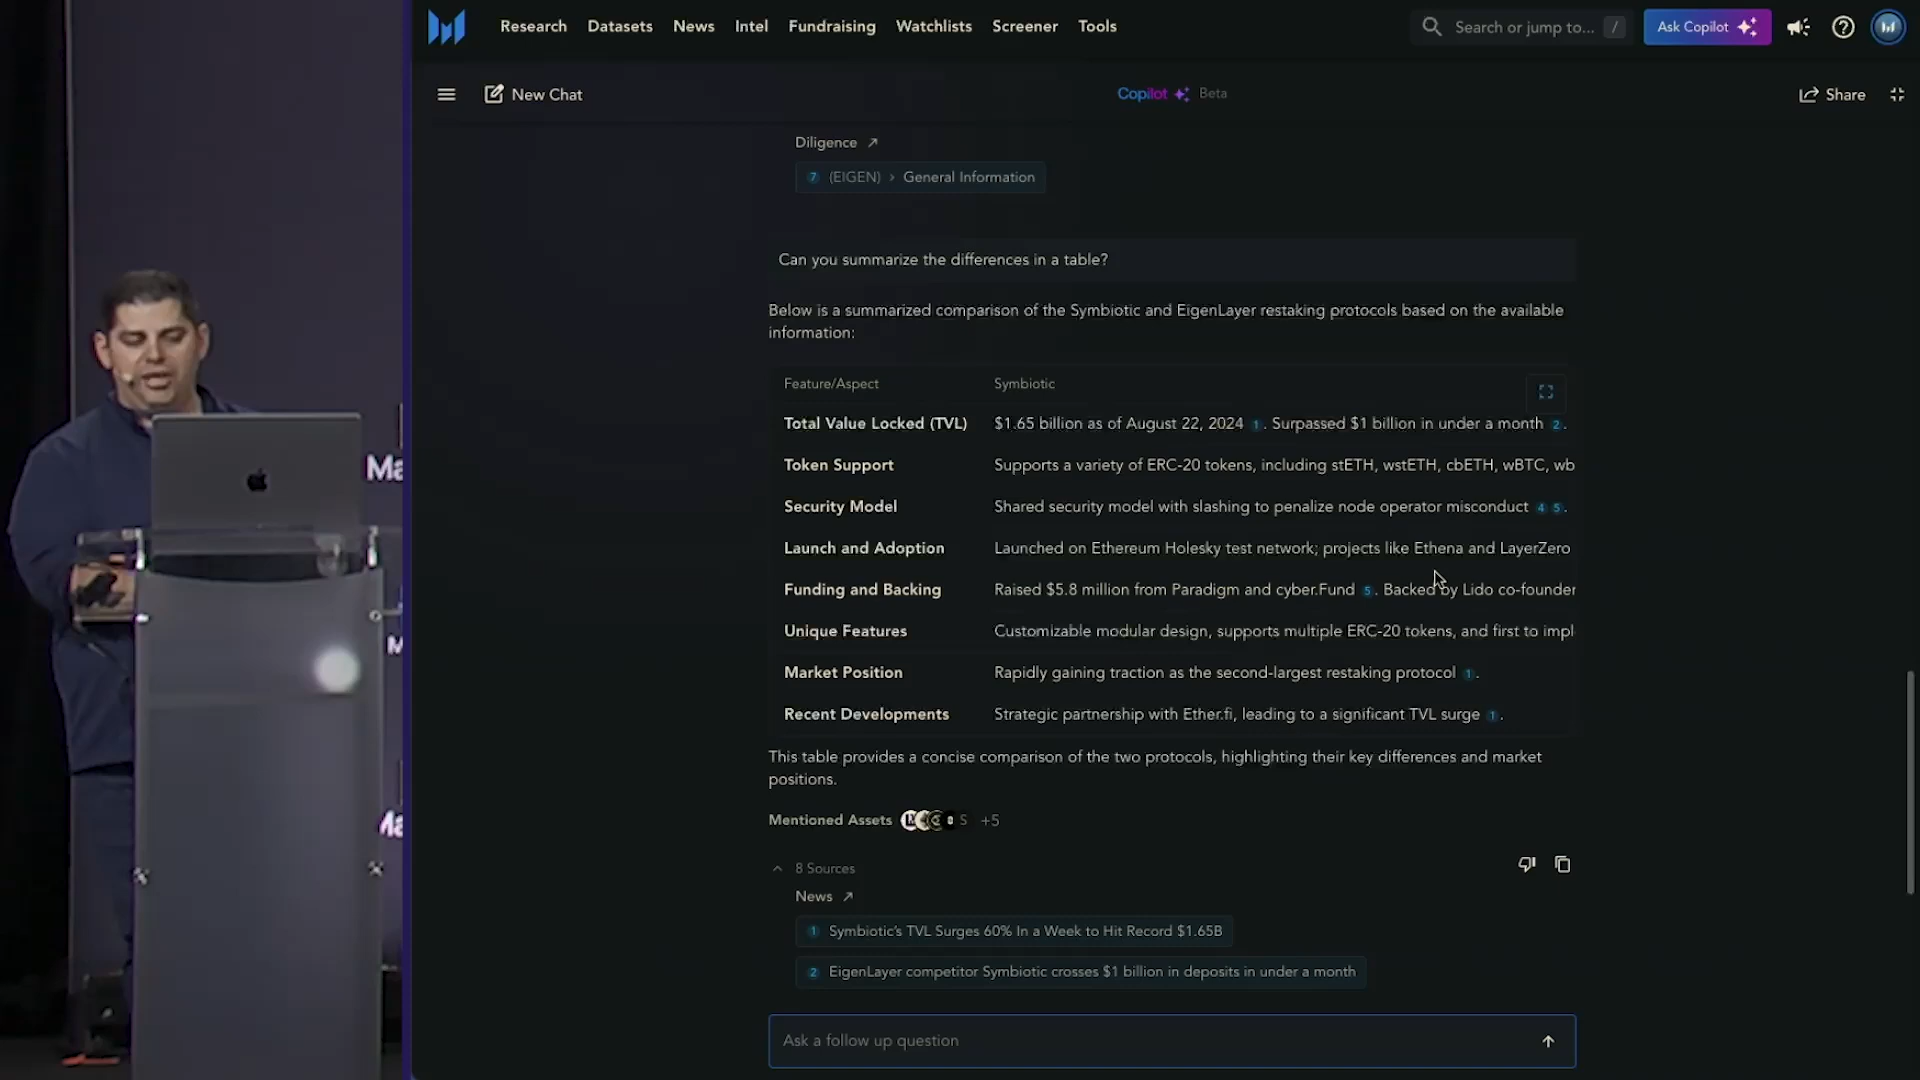 Research Datasets News Intel Fundraising Watchlists Screener Tools
Search or jump to... /
Ask Copilot
New Chat
Copilot Beta
Share
Diligence
7 (EIGEN) > General Information
Can you summarize the differences in a table?
Below is a summarized comparison of the Symbiotic and EigenLayer restaking protocols based on the available
information:
Feature/Aspect Symbiotic
Total Value Locked (TVL) $1.65 billion as of August 22, 2024 1. Surpassed $1 billion in under a month 2.
Token Support Supports a variety of ERC-20 tokens, including stETH, wstETH, cbETH, wBTC, wb
Security Model Shared security model with slashing to penalize node operator misconduct 4 5.
Launch and Adoption Launched on Ethereum Holesky test network; projects like Ethena and LayerZero
Funding and Backing Raised $5.8 million from Paradigm and cyber.Fund 5. Backed by Lido co-founder
Unique Features Customizable modular design, supports multiple ERC-20 tokens, and first to impl
Market Position Rapidly gaining traction as the second-largest restaking protocol 1.
Recent Developments Strategic partnership with Ether.fi, leading to a significant TVL surge 1.
This table provides a concise comparison of the two protocols, highlighting their key differences and market
positions.
Mentioned Assets S +5
8 Sources
News
1 Symbiotic's TVL Surges 60% In a Week to Hit Record $1.65B
2 EigenLayer competitor Symbiotic crosses $1 billion in deposits in under a month
Ask a follow up question
Ma
M
Ma